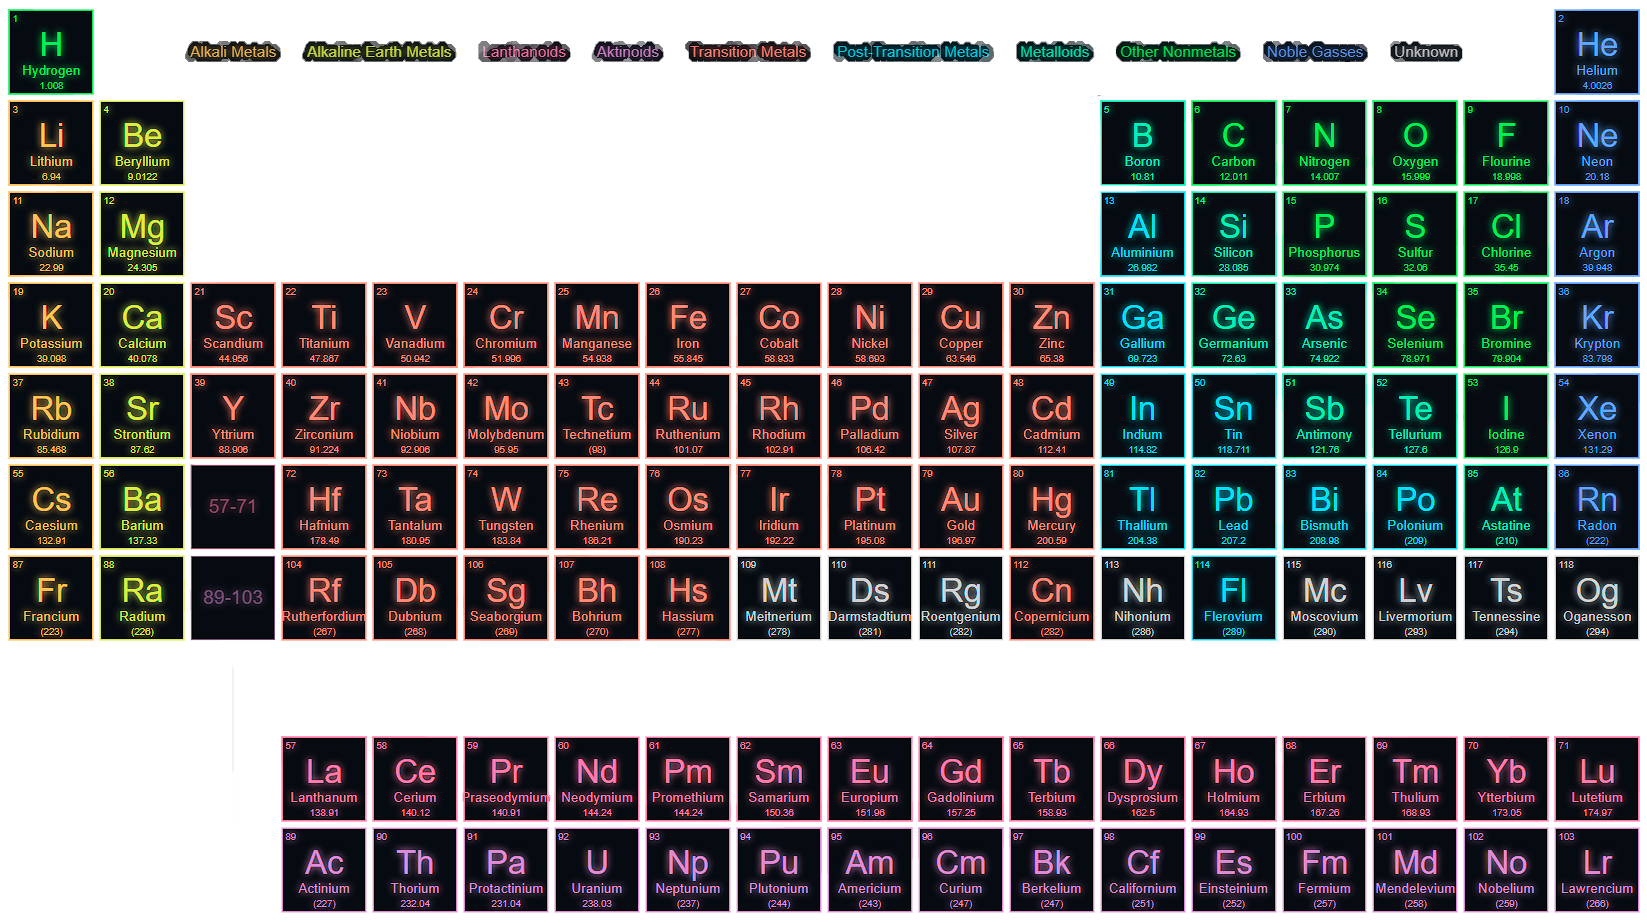 1
H
Hydrogen
1.008
Alkali Metals
Alkaline Earth Metals
Lanthanoids
Aktinoids
Transition Metals
Post-Transition Metals
Metalloids
Other Nonmetals
Noble Gasses
Unknown
2
He
Helium
4.0026
3
Li
Lithium
6.94
4
Be
Beryllium
9.0122
5
B
Boron
10.81
6
C
Carbon
12.011
7
N
Nitrogen
14.007
8
O
Oxygen
15.999
9
F
Flourine
18.998
10
Ne
Neon
20.18
11
Na
Sodium
22.99
12
Mg
Magnesium
24.305
13
Al
Aluminium
26.982
14
Si
Silicon
28.085
15
P
Phosphorus
30.974
16
S
Sulfur
32.06
17
Cl
Chlorine
35.45
18
Ar
Argon
39.948
19
K
Potassium
39.098
20
Ca
Calcium
40.078
21
Sc
Scandium
44.956
22
Ti
Titanium
47.867
23
V
Vanadium
50.942
24
Cr
Chromium
51.996
25
Mn
Manganese
54.938
26
Fe
Iron
55.845
27
Co
Cobalt
58.933
28
Ni
Nickel
58.693
29
Cu
Copper
63.546
30
Zn
Zinc
65.38
31
Ga
Gallium
69.723
32
Ge
Germanium
72.63
33
As
Arsenic
74.922
34
Se
Selenium
78.971
35
Br
Bromine
79.904
36
Kr
Krypton
83.798
37
Rb
Rubidium
85.468
38
Sr
Strontium
87.62
39
Y
Yttrium
88.906
40
Zr
Zirconium
91.224
41
Nb
Niobium
92.906
42
Mo
Molybdenum
95.95
43
Tc
Technetium
(98)
44
Ru
Ruthenium
101.07
45
Rh
Rhodium
102.91
46
Pd
Palladium
106.42
47
Ag
Silver
107.87
48
Cd
Cadmium
112.41
49
In
Indium
114.82
50
Sn
Tin
118.711
51
Sb
Antimony
121.76
52
Te
Tellurium
127.6
53
I
Iodine
126.9
54
Xe
Xenon
131.29
55
Cs
Caesium
132.91
56
Ba
Barium
137.33
57-71
72
Hf
Hafnium
178.49
73
Ta
Tantalum
180.95
74
W
Tungsten
183.84
75
Re
Rhenium
186.21
76
Os
Osmium
190.23
77
Ir
Iridium
192.22
78
Pt
Platinum
195.08
79
Au
Gold
196.97
80
Hg
Mercury
200.59
81
Tl
Thallium
204.38
82
Pb
Lead
207.2
83
Bi
Bismuth
208.98
84
Po
Polonium
(209)
85
At
Astatine
(210)
86
Rn
Radon
(222)
87
Fr
Francium
(223)
88
Ra
Radium
(226)
89-103
104
Rf
Rutherfordium
(267)
105
Db
Dubnium
(268)
106
Sg
Seaborgium
(269)
107
Bh
Bohrium
(270)
108
Hs
Hassium
(277)
109
Mt
Meitnerium
(278)
110
Ds
Darmstadtium
(281)
111
Rg
Roentgenium
(282)
112
Cn
Copernicium
(282)
113
Nh
Nihonium
(286)
114
Fl
Flerovium
(289)
115
Mc
Moscovium
(290)
116
Lv
Livermorium
(293)
117
Ts
Tennessine
(294)
118
Og
Oganesson
(294)
57
La
Lanthanum
138.91
58
Ce
Cerium
140.12
59
Pr
Praseodymium
140.91
60
Nd
Neodymium
144.24
61
Pm
Promethium
144.24
62
Sm
Samarium
150.36
63
Eu
Europium
151.96
64
Gd
Gadolinium
157.25
65
Tb
Terbium
158.93
66
Dy
Dysprosium
162.5
67
Ho
Holmium
164.93
68
Er
Erbium
167.26
69
Tm
Thulium
168.93
70
Yb
Ytterbium
173.05
71
Lu
Lutetium
174.97
89
Ac
Actinium
(227)
90
Th
Thorium
232.04
91
Pa
Protactinium
231.04
92
U
Uranium
238.03
93
Np
Neptunium
(237)
94
Pu
Plutonium
(244)
95
Am
Americium
(243)
96
Cm
Curium
(247)
97
Bk
Berkelium
(247)
98
Cf
Californium
(251)
99
Es
Einsteinium
(252)
100
Fm
Fermium
(257)
101
Md
Mendelevium
(258)
102
No
Nobelium
(259)
103
Lr
Lawrencium
(266)